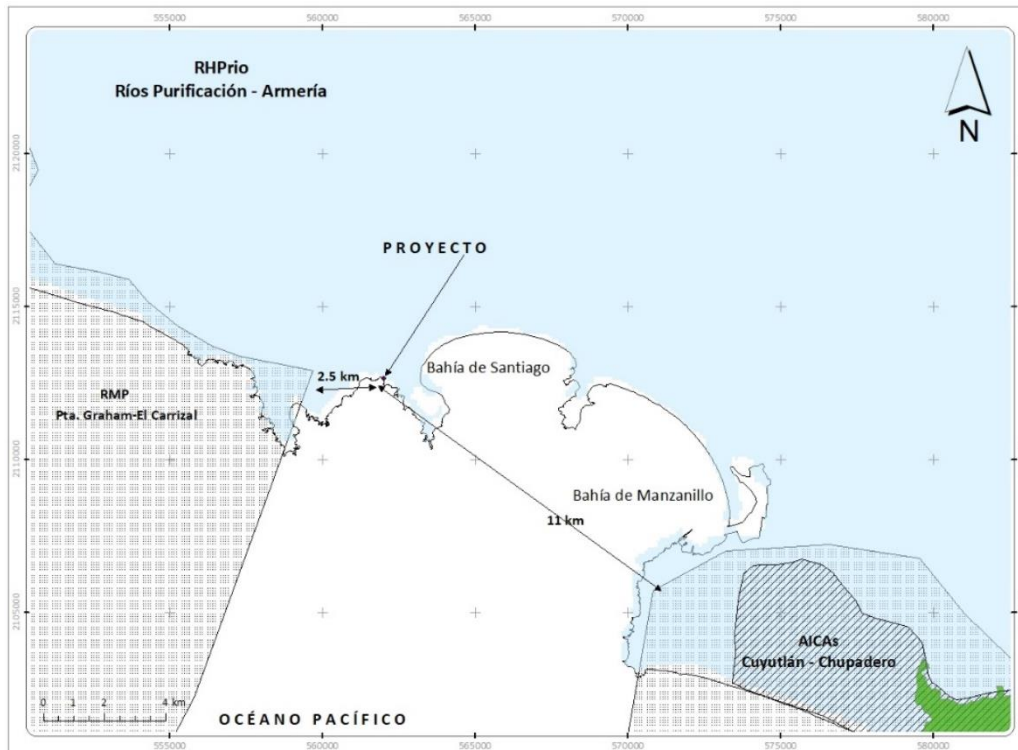 555000 560000 565000 570000 575000 580000
RHPrio
Ríos Purificación - Armería
N
2120000
PROYECTO
2115000
2.5 km
Bahía de Santiago
RMP
Pta. Graham-El Carrizal
2110000
Bahía de Manzanillo
11 km
2105000
AICAs
Cuyutlán - Chupadero
0 1 2 4 km
OCÉANO PACÍFICO
555000 560000 565000 570000 575000 580000